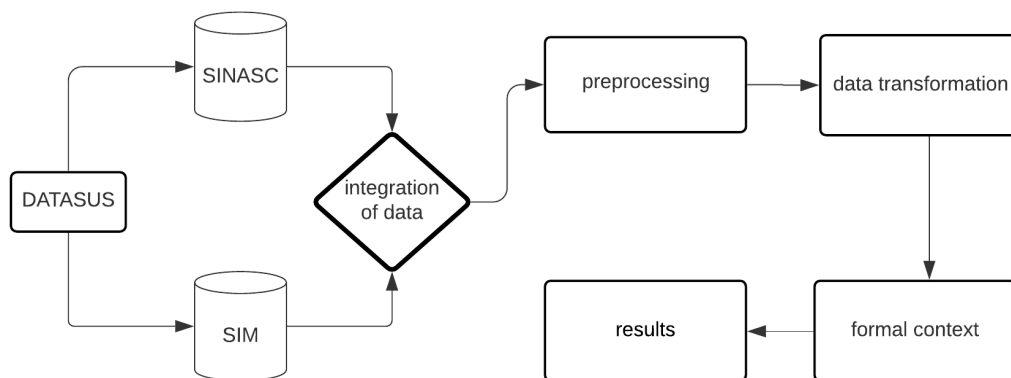 SINASC
preprocessing
data transformation
DATASUS
integration
of data
SIM
results
formal context